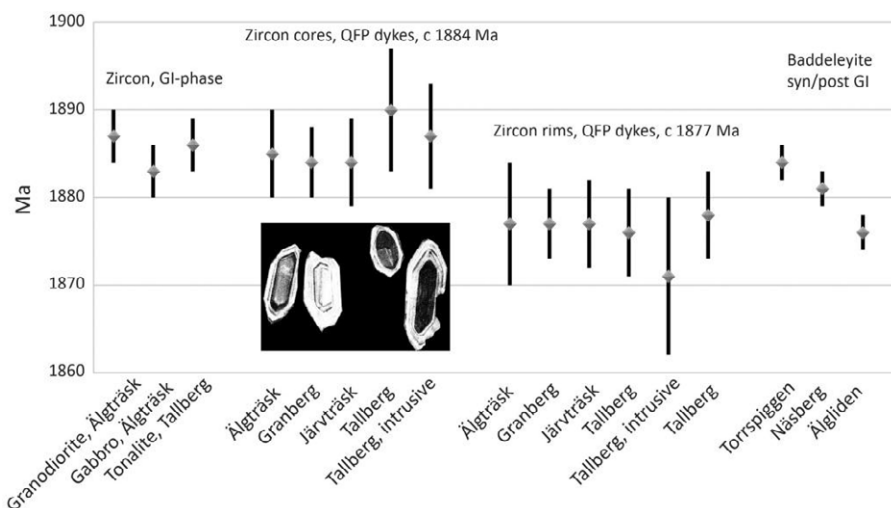 1900
1890
1880
1870
1860
Ma
Zircon, GI-phase
Zircon cores, QFP dykes, c 1884 Ma
Zircon rims, QFP dykes, c 1877 Ma
Baddeleyite
syn/post GI
Granodiorite, Älgträsk
Gabbro, Älgträsk
Tonalite, Tallberg
Älgträsk
Granberg
Järvträsk
Tallberg
Tallberg, intrusive
Älgträsk
Granberg
Järvträsk
Tallberg
Tallberg, intrusive
Tallberg
Torrspiggen
Näsberg
Älgliden